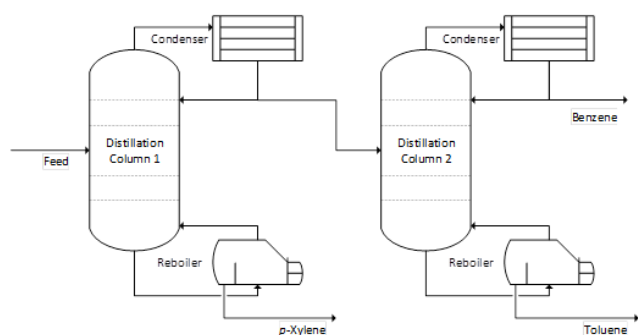 Condenser
Condenser
Benzene
Distillation
Column 1
Distillation
Column 2
Feed
Reboiler
Reboiler
p-Xylene
Toluene